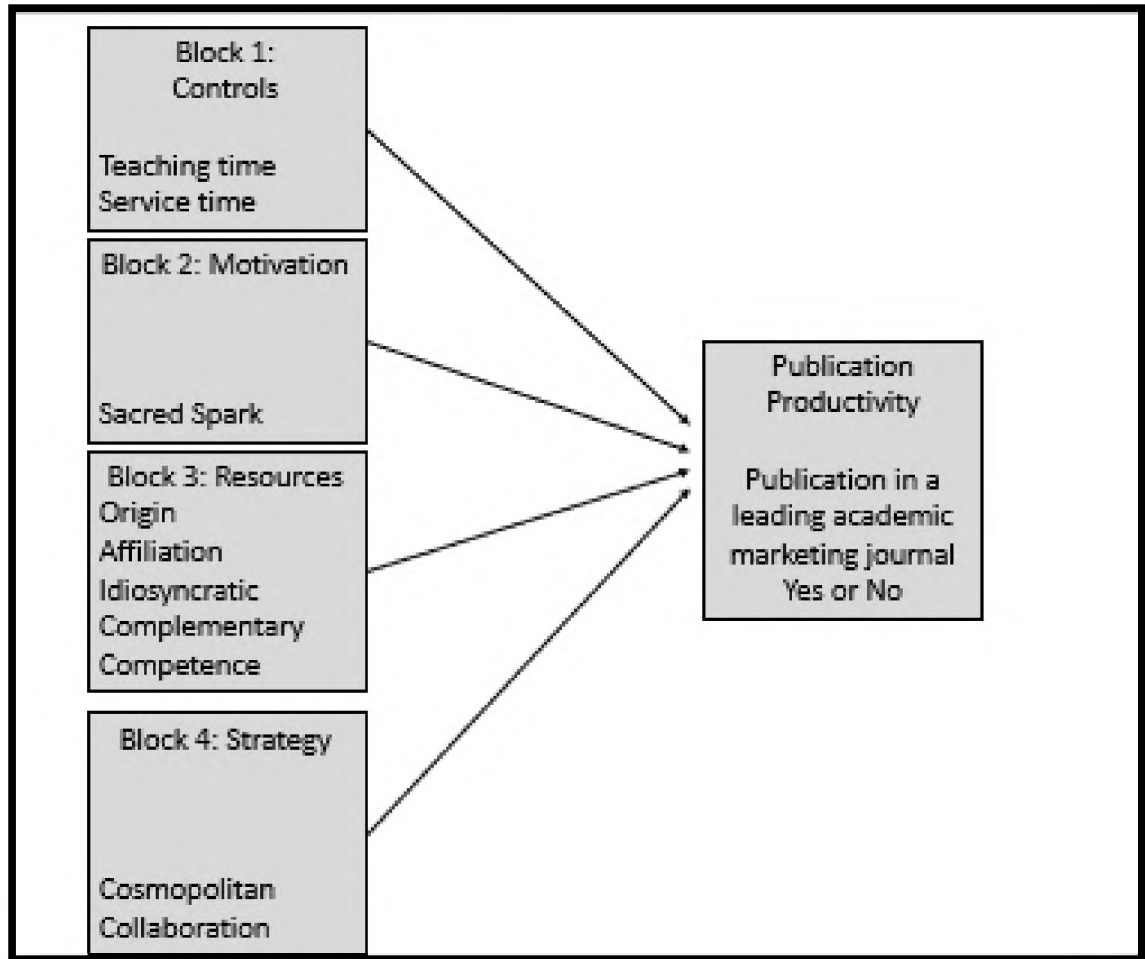 Block 1:
Controls
Teaching time
Service time
Block 2: Motivation
Sacred Spark
Block 3: Resources
Origin
Affiliation
Idiosyncratic
Complementary
Competence
Block 4: Strategy
Cosmopolitan
Collaboration
Publication
Productivity
Publication in a
leading academic
marketing journal
Yes or No